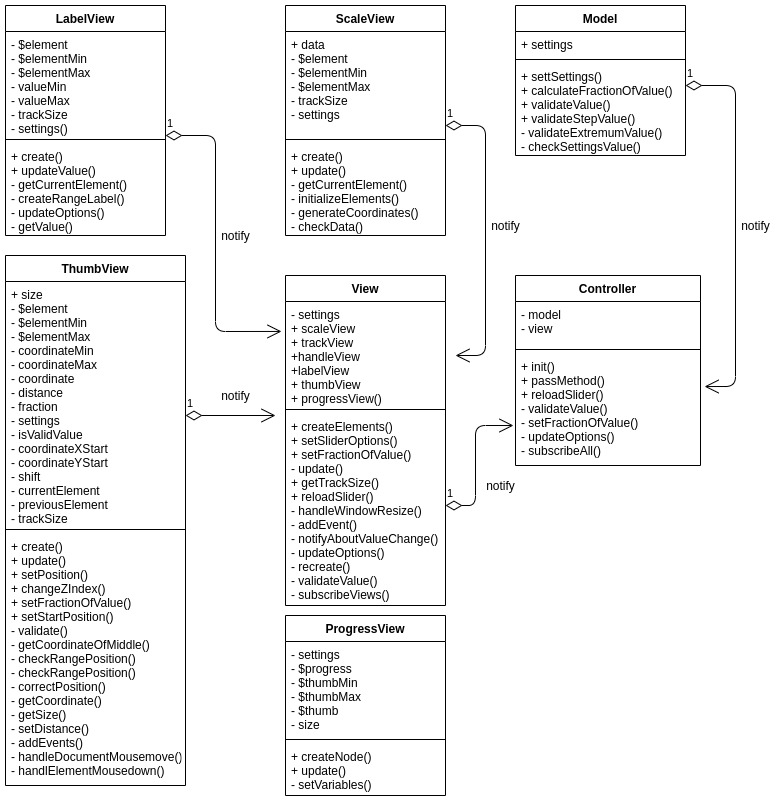 LabelView
- $element
- $elementMin
- $elementMax
- valueMin
- valueMax
- trackSize
- settings()
+ create()
+ updateValue()
- getCurrentElement()
- createRangeLabel()
- updateOptions()
- getValue()
1
notify
ScaleView
+ data
- $element
- $elementMin
- $elementMax
- trackSize
- settings
+ create()
+ update()
- getCurrentElement()
- initializeElements()
- generateCoordinates()
- checkData()
1
notify
Model
+ settings
+ settSettings()
+ calculateFractionOfValue()
+ validateValue()
+ validateStepValue()
- validateExtremumValue()
- checkSettingsValue()
1
notify
ThumbView
+ size
- $element
- $elementMin
- $elementMax
- coordinateMin
- coordinateMax
- coordinate
- distance
- fraction
- settings
- isValidValue
- coordinateXStart
- coordinateYStart
- shift
- currentElement
- previousElement
- trackSize
+ create()
+ update()
+ setPosition()
+ changeZIndex()
+ setFractionOfValue()
+ setStartPosition()
- validate()
- getCoordinateOfMiddle()
- checkRangePosition()
- checkRangePosition()
- correctPosition()
- getCoordinate()
- getSize()
- setDistance()
- addEvents()
- handleDocumentMousemove()
- handlElementMousedown()
1
notify
View
- settings
+ scaleView
+ trackView
+handleView
+labelView
+ thumbView
+ progressView()
+ createElements()
+ setSliderOptions()
+ setFractionOfValue()
- update()
+ getTrackSize()
+ reloadSlider()
- handleWindowResize()
- addEvent()
- notifyAboutValueChange()
- updateOptions()
- recreate()
- validateValue()
- subscribeViews()
1
notify
Controller
- model
- view
+ init()
+ passMethod()
+ reloadSlider()
- validateValue()
- setFractionOfValue()
- updateOptions()
- subscribeAll()
ProgressView
- settings
- $progress
- $thumbMin
- $thumbMax
- $thumb
- size
+ createNode()
+ update()
- setVariables()